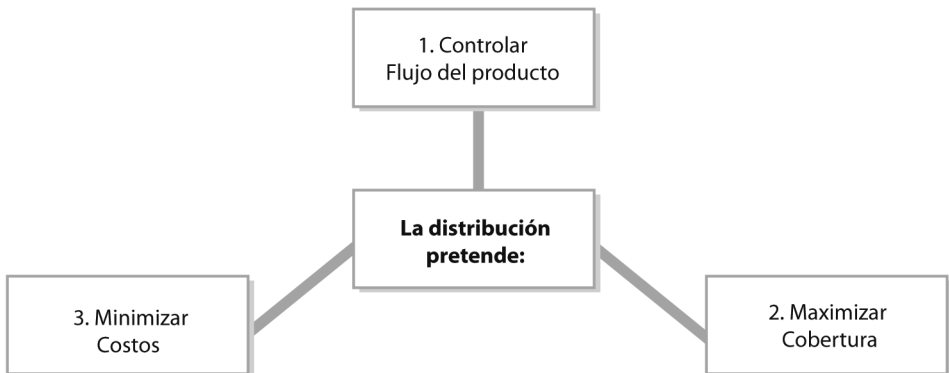 1. Controlar
Flujo del producto
La distribución
pretende:
3. Minimizar
Costos
2. Maximizar
Cobertura